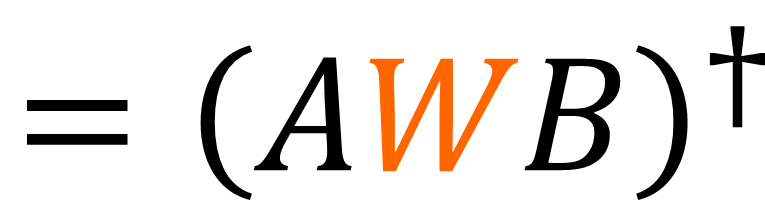 = (AWB)†